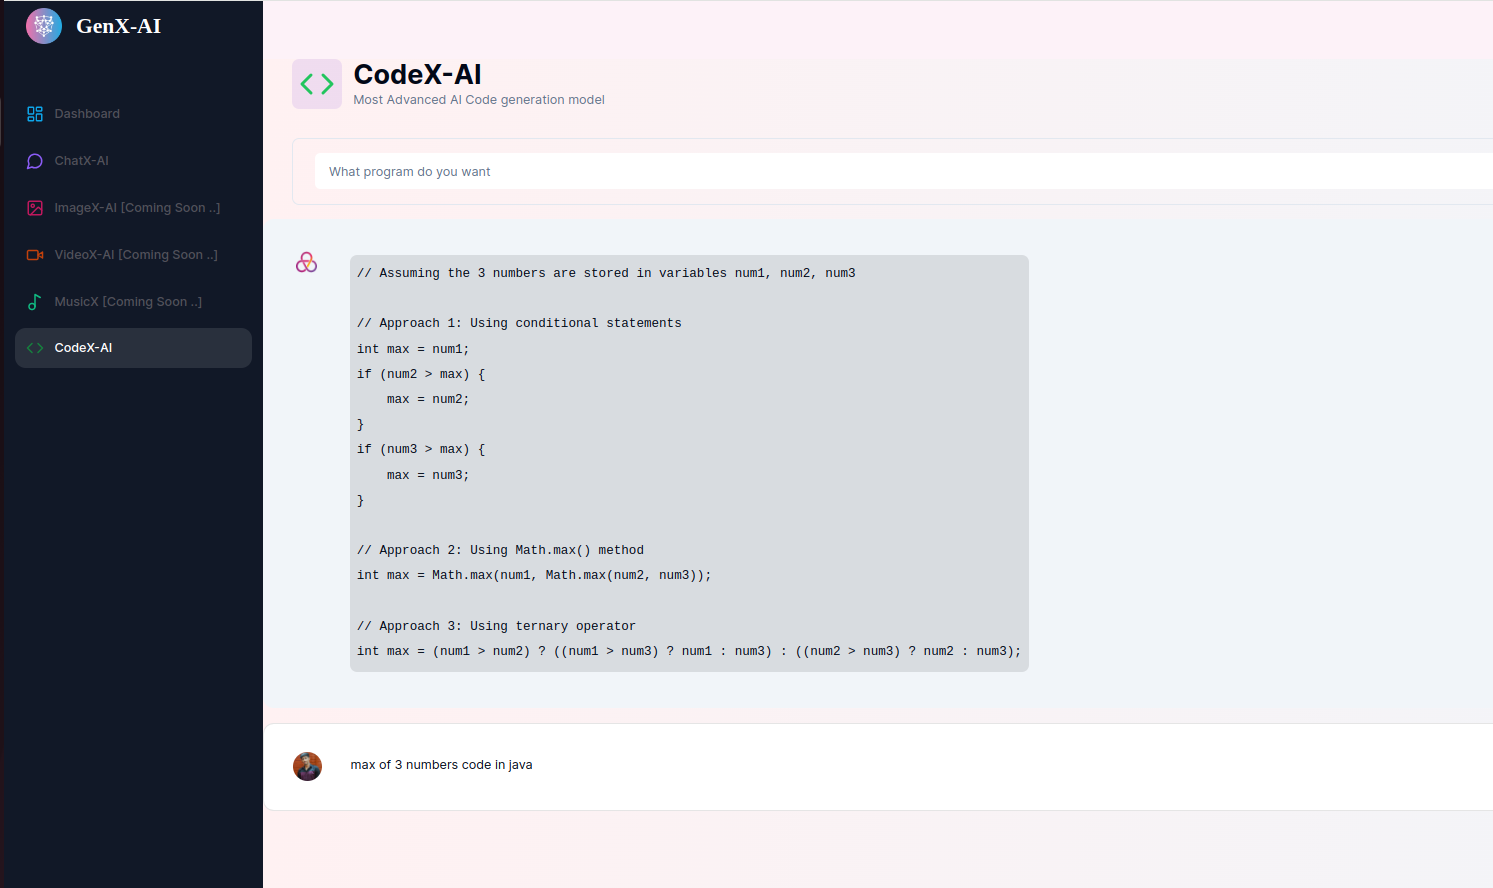 GenX-AI
Dashboard
ChatX-AI
ImageX-AI [Coming Soon ..]
VideoX-AI [Coming Soon ..]
MusicX [Coming Soon ..]
CodeX-AI
CodeX-AI
Most Advanced AI Code generation model
What program do you want
// Assuming the 3 numbers are stored in variables num1, num2, num3

// Approach 1: Using conditional statements
int max = num1;
if (num2 > max) {
    max = num2;
}
if (num3 > max) {
    max = num3;
}

// Approach 2: Using Math.max() method
int max = Math.max(num1, Math.max(num2, num3));

// Approach 3: Using ternary operator
int max = (num1 > num2) ? ((num1 > num3) ? num1 : num3) : ((num2 > num3) ? num2 : num3);
max of 3 numbers code in java